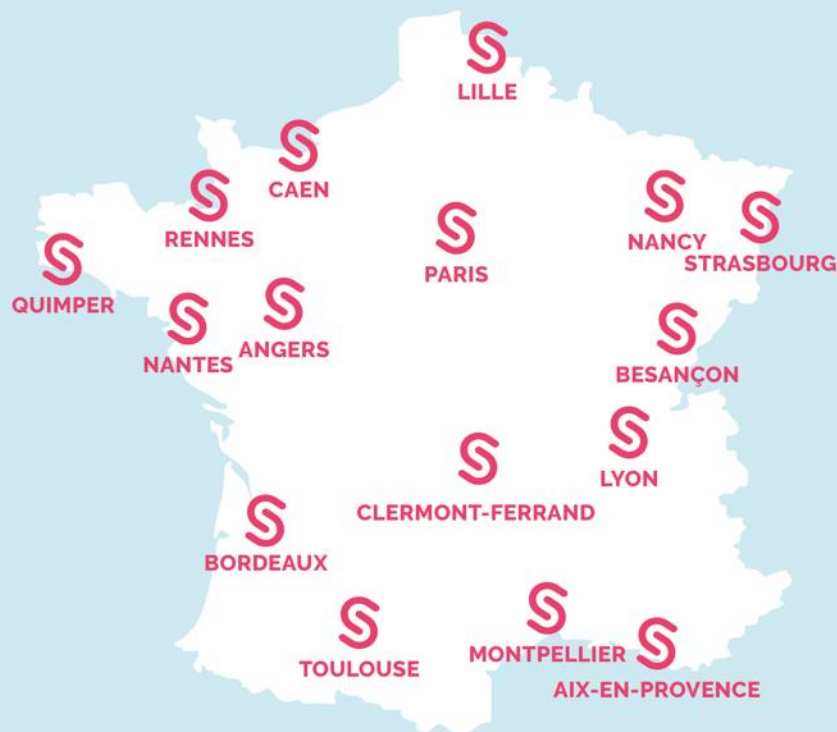 LILLE
CAEN
RENNES
NANCY
PARIS
STRASBOURG
QUIMPER
ANGERS
NANTES
BESANÇON
LYON
CLERMONT-FERRAND
BORDEAUX
MONTPELLIER
TOULOUSE
AIX-EN-PROVENCE